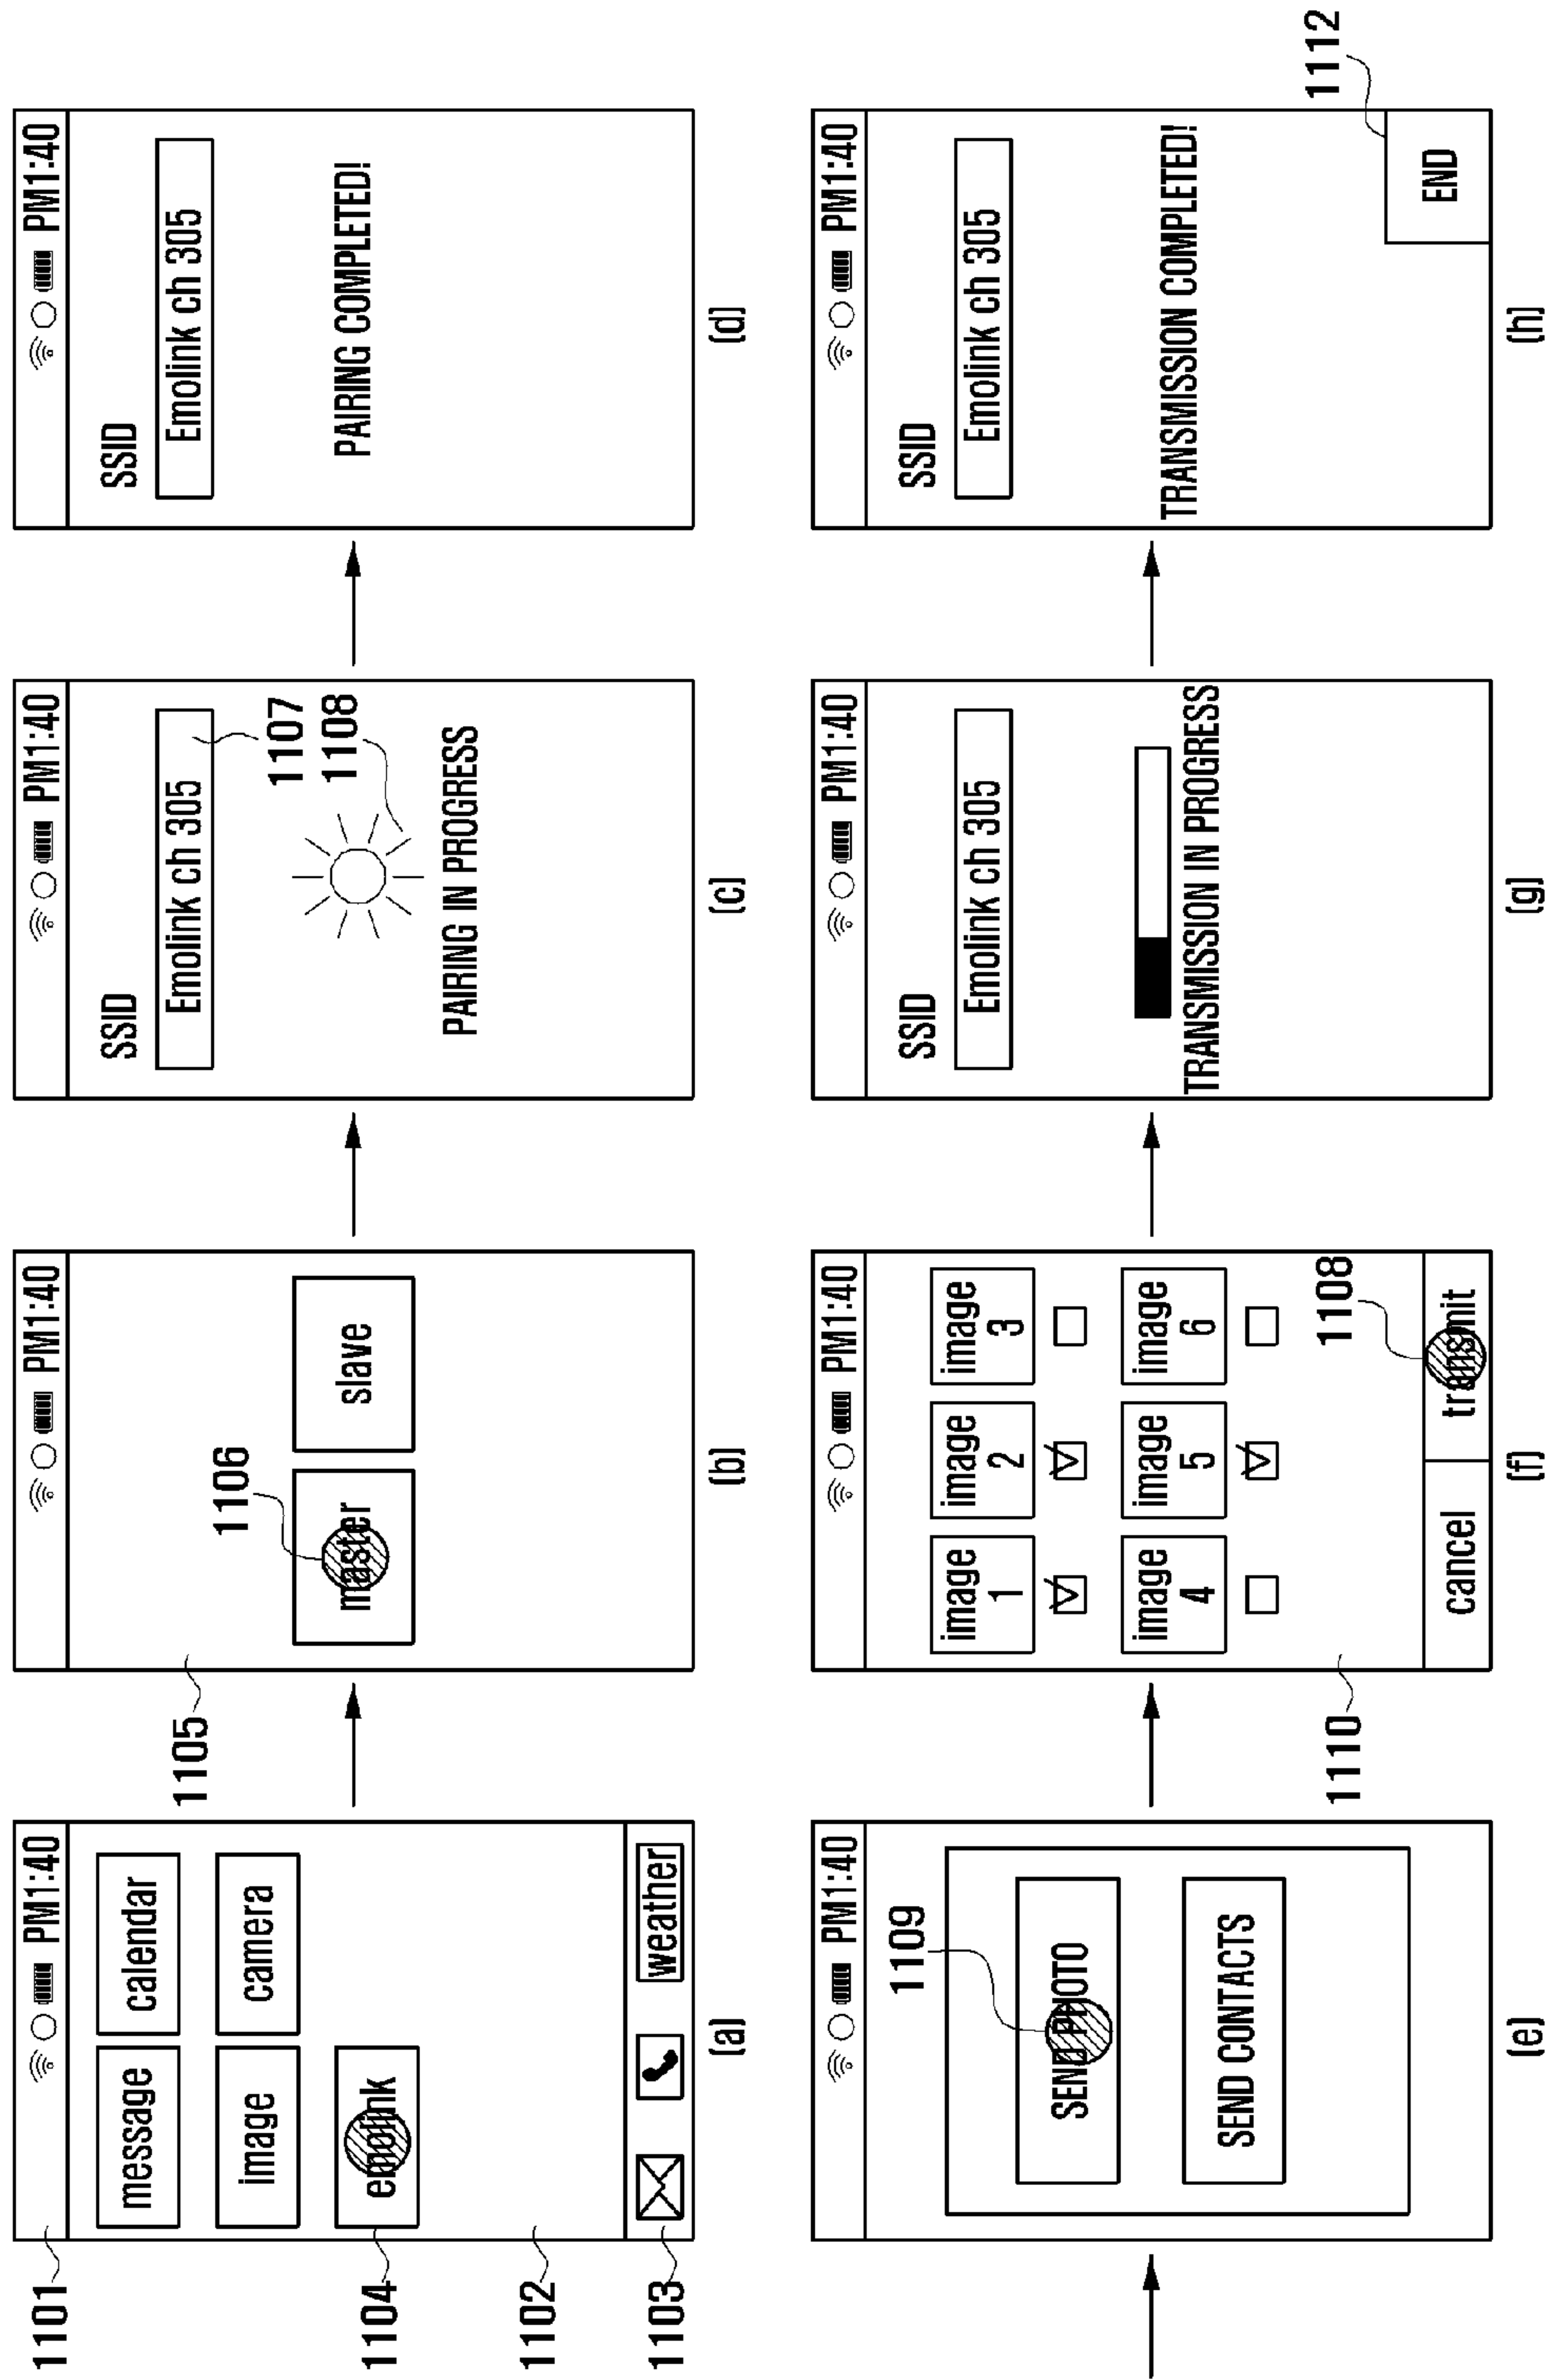 1101
PM1:40
message
calendar
image
camera
1104
emolink
1102
1103
weather
(a)
PM1:40
1105
1106
master
slave
(b)
PM1:40
SSID
Emolink ch 305
1107
1108
PAIRING IN PROGRESS
(c)
PM1:40
SSID
Emolink ch 305
PAIRING COMPLETED!
(d)
PM1:40
1109
SEND PHOTO
SEND CONTACTS
(e)
PM1:40
image 1
image 2
image 3
image 4
image 5
image 6
1110
1108
cancel
transmit
(f)
PM1:40
SSID
Emolink ch 305
TRANSMISSION IN PROGRESS
(g)
PM1:40
SSID
Emolink ch 305
TRANSMISSION COMPLETED!
1112
END
(h)